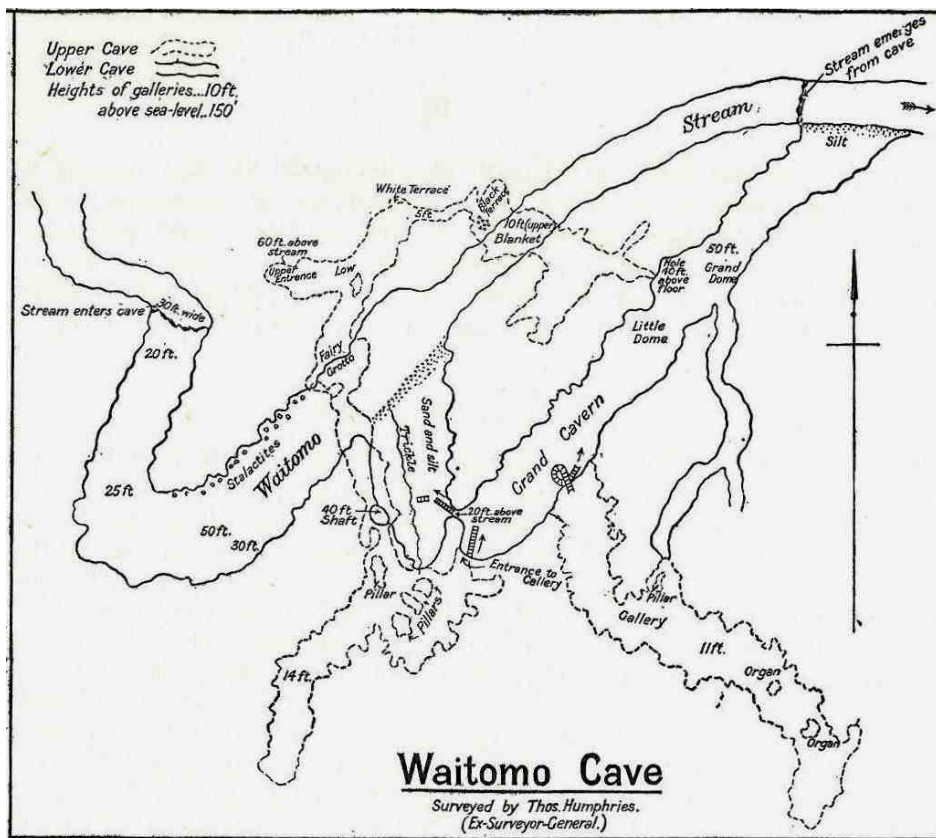 Upper Cave
Lower Cave
Heights of galleries...10ft.
above sea-level..150'
Stream emerges
from cave
Stream
Silt
White Terrace
5ft
Black
Terrace
10ft (upper)
Blanket
60ft. above
stream
Upper
Entrance
Low
50ft.
Grand
Dome
Hole
40ft.
above
floor
Little
Dome
30ft. wide
Stream enters cave
20ft.
Fairy
Grotto
Stalactites
Waitomo
Trickle
Sand and silt
Grand Cavern
25ft
50ft.
30ft.
40ft
Shaft
20ft. above
stream
Entrance to
Gallery
Pillar
Pillars
Pillar
Gallery
14ft.
11ft.
Organ
Organ
Waitomo Cave
Surveyed by Thos. Humphries.
(Ex-Surveyor-General.)